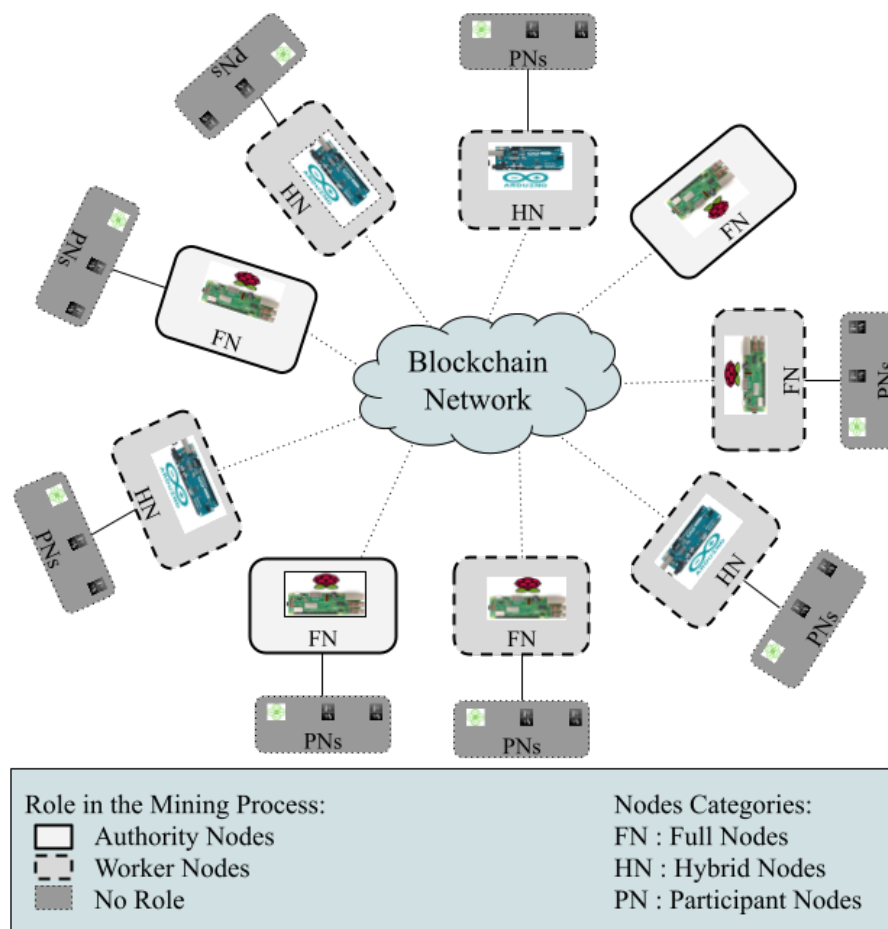 PNs
PNs
HN
ARDUINO
HN
FN
PNs
FN
Blockchain
Network
FN
PNs
HN
PNs
HN
PNs
FN
FN
PNs
PNs
Role in the Mining Process:
Authority Nodes
Worker Nodes
No Role
Nodes Categories:
FN : Full Nodes
HN : Hybrid Nodes
PN : Participant Nodes